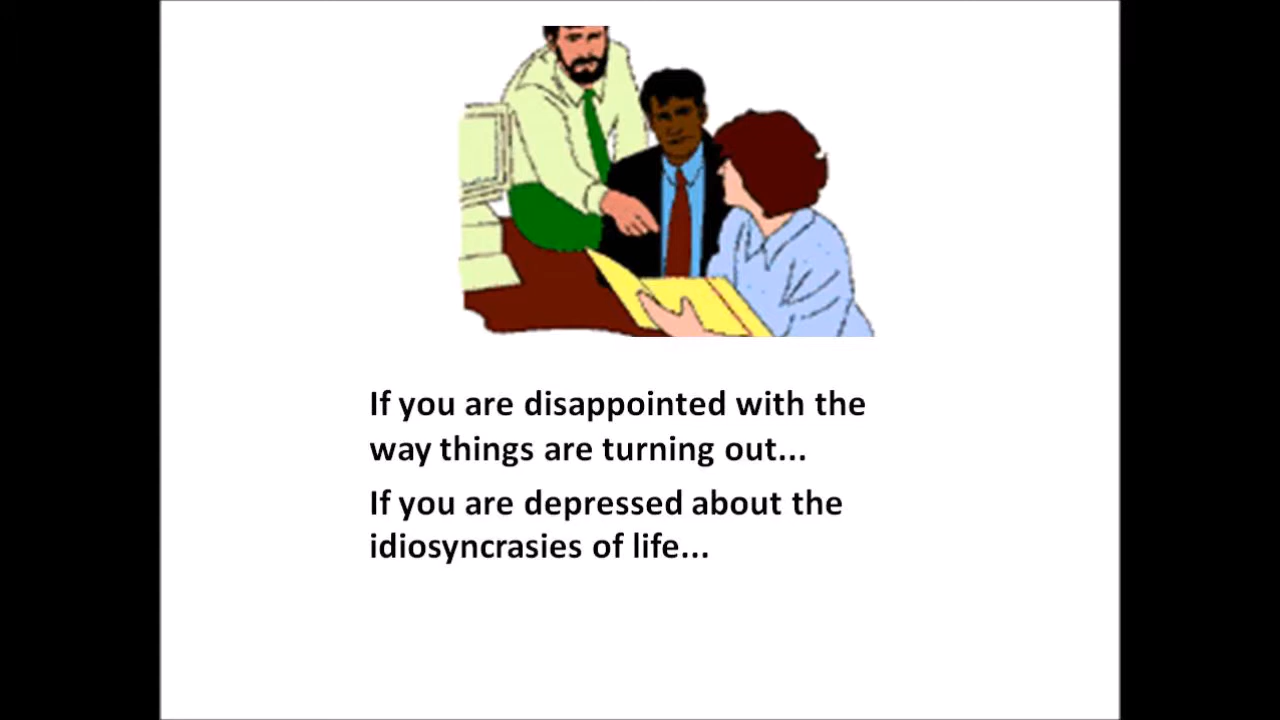 If you are disappointed with the
way things are turning out...
If you are depressed about the
idiosyncrasies of life...